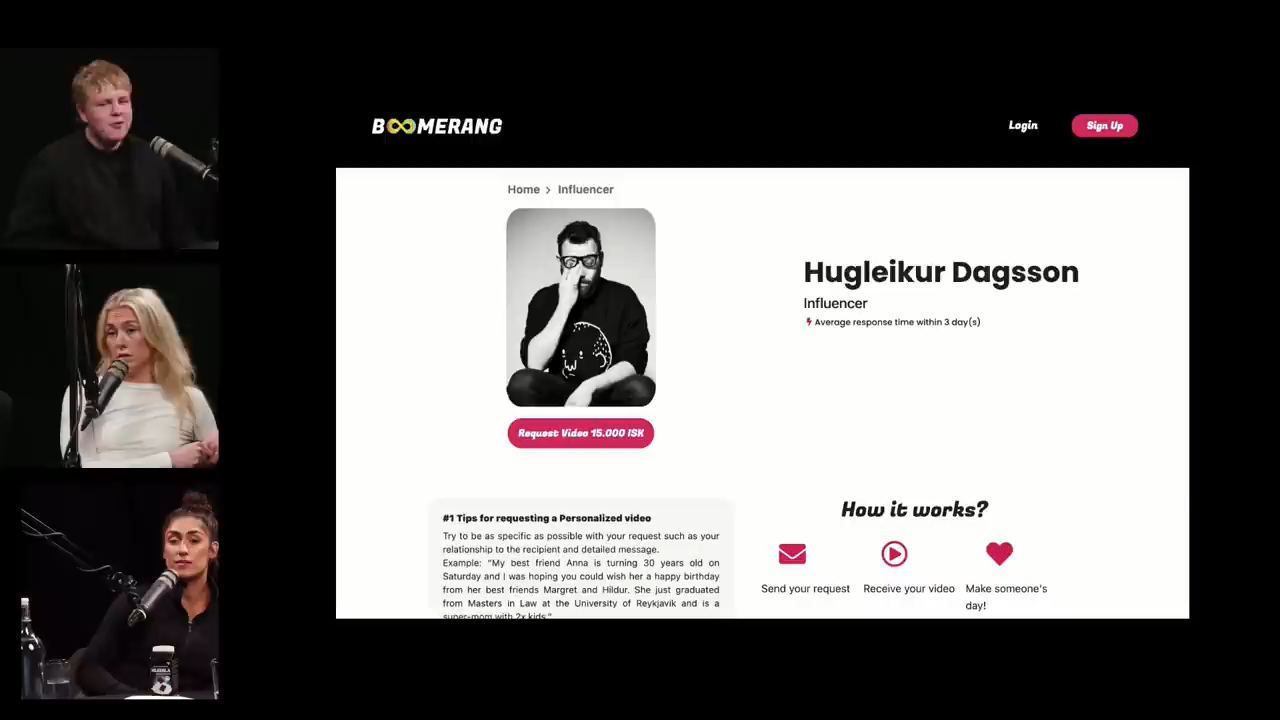 BOOMERANG
Login
Sign Up
Home > Influencer
Hugleikur Dagsson
Influencer
Average response time within 3 day(s)
Request Video 15.000 ISK
#1 Tips for requesting a Personalized video
Try to be as specific as possible with your request such as your
relationship to the recipient and detailed message.
Example: "My best friend Anna is turning 30 years old on
Saturday and I was hoping you could wish her a happy birthday
from her best friends Margret and Hildur. She just graduated
from Masters in Law at the University of Reykjavik and is a
super-mom with 2x kids."
How it works?
Send your request
Receive your video
Make someone's
day!